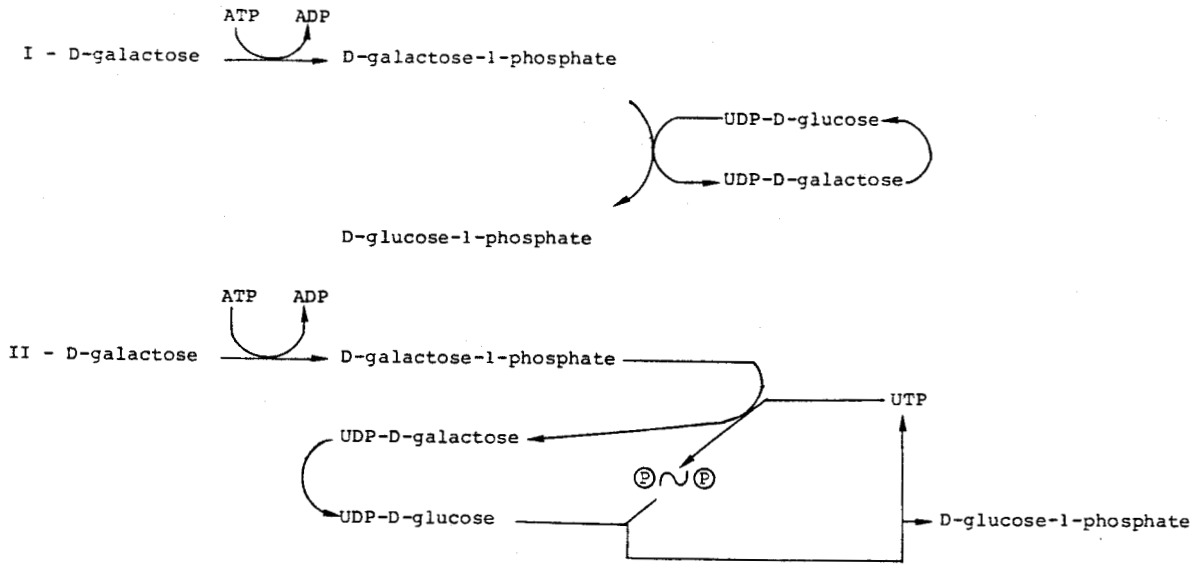 ATP ADP
I - D-galactose D-galactose-1-phosphate
UDP-D-glucose
UDP-D-galactose
D-glucose-1-phosphate
ATP ADP
II - D-galactose D-galactose-1-phosphate
UTP
UDP-D-galactose
P P
UDP-D-glucose D-glucose-1-phosphate